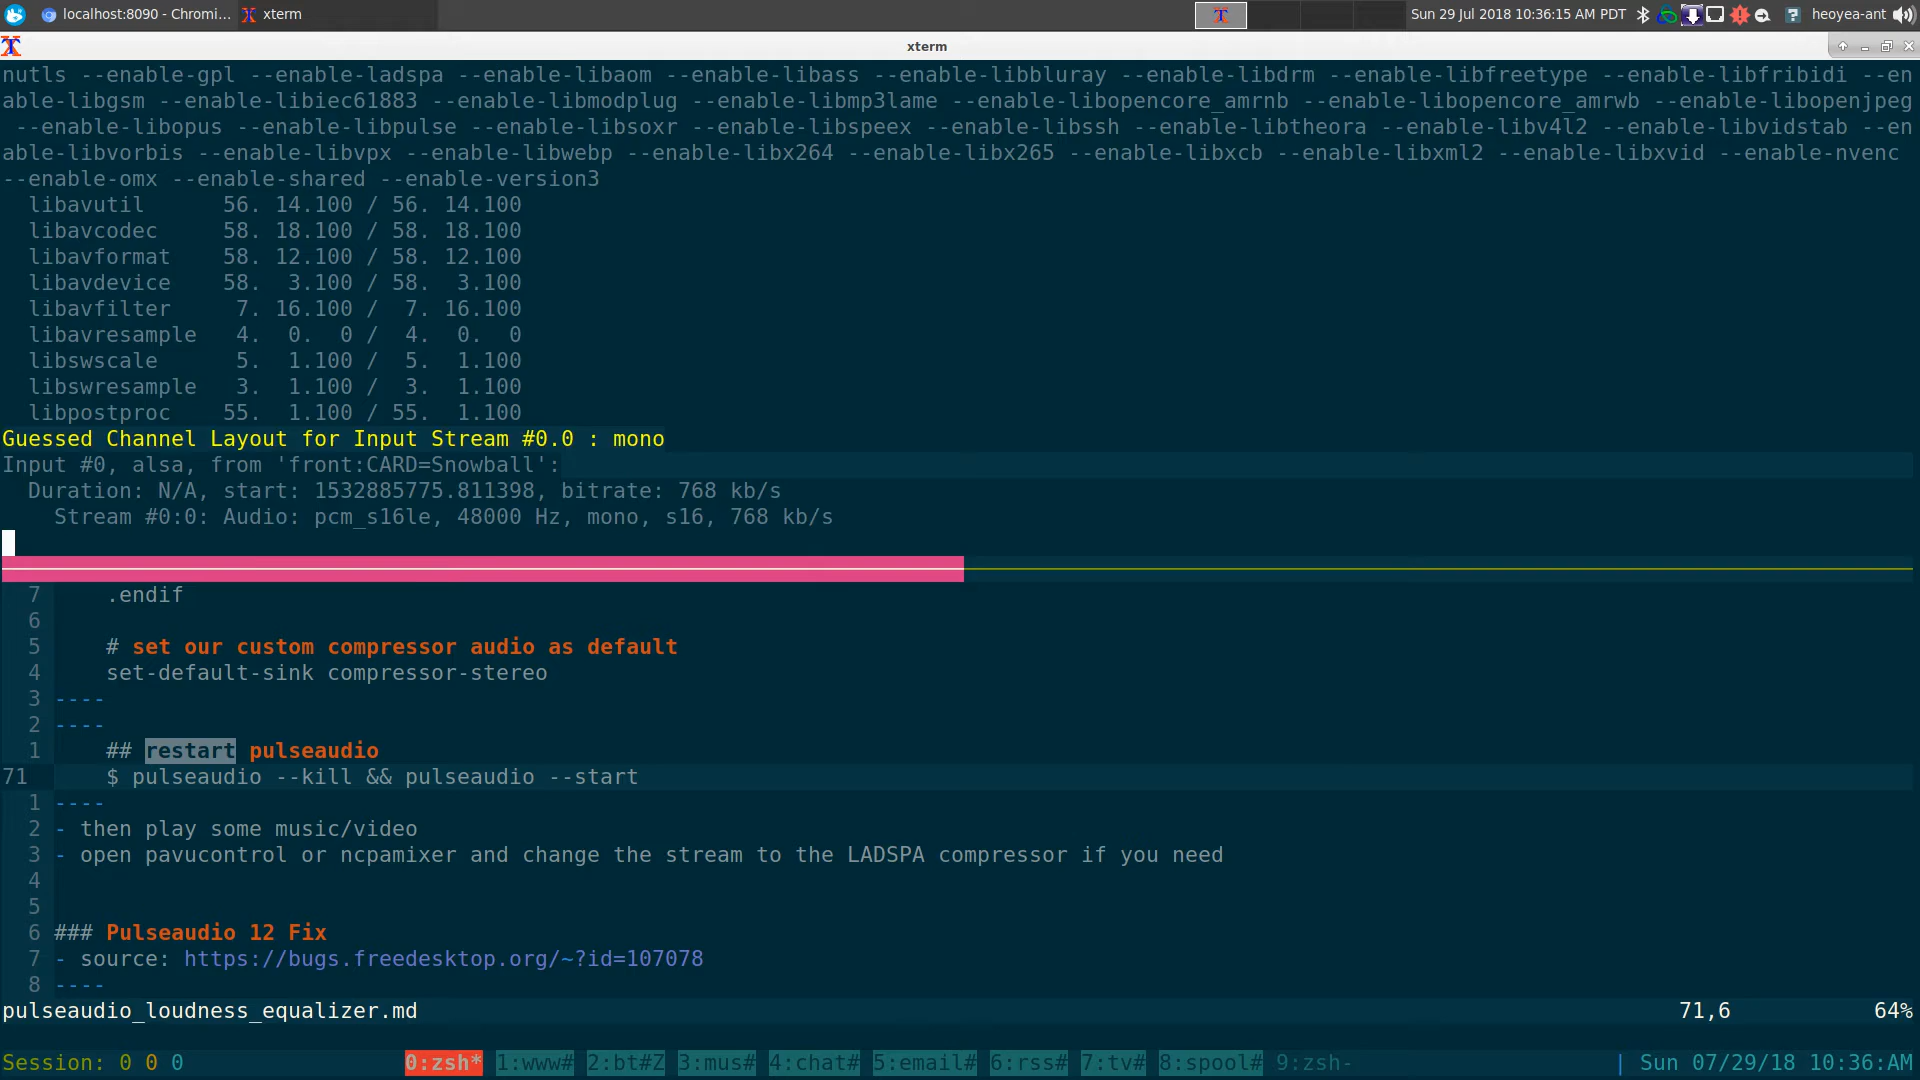 localhost:8090 - Chromi... xterm T Sun 29 Jul 2018 10:36:15 AM PDT heoyea-ant
xterm
nutls --enable-gpl --enable-ladspa --enable-libaom --enable-libass --enable-libbluray --enable-libdrm --enable-libfreetype --enable-libfribidi --en
able-libgsm --enable-libiec61883 --enable-libmodplug --enable-libmp3lame --enable-libopencore_amrnb --enable-libopencore_amrwb --enable-libopenjpeg
--enable-libopus --enable-libpulse --enable-libsoxr --enable-libspeex --enable-libssh --enable-libtheora --enable-libv4l2 --enable-libvidstab --en
able-libvorbis --enable-libvpx --enable-libwebp --enable-libx264 --enable-libx265 --enable-libxcb --enable-libxml2 --enable-libxvid --enable-nvenc
--enable-omx --enable-shared --enable-version3
libavutil 56. 14.100 / 56. 14.100
libavcodec 58. 18.100 / 58. 18.100
libavformat 58. 12.100 / 58. 12.100
libavdevice 58. 3.100 / 58. 3.100
libavfilter 7. 16.100 / 7. 16.100
libavresample 4. 0. 0 / 4. 0. 0
libswscale 5. 1.100 / 5. 1.100
libswresample 3. 1.100 / 3. 1.100
libpostproc 55. 1.100 / 55. 1.100
Guessed Channel Layout for Input Stream #0.0 : mono
Input #0, alsa, from 'front:CARD=Snowball':
Duration: N/A, start: 1532885775.811398, bitrate: 768 kb/s
Stream #0:0: Audio: pcm_s16le, 48000 Hz, mono, s16, 768 kb/s
7 .endif
6
5 # set our custom compressor audio as default
4 set-default-sink compressor-stereo
3 ----
2 ----
1 ## restart pulseaudio
71 $ pulseaudio --kill && pulseaudio --start
1 ----
2 - then play some music/video
3 - open pavucontrol or ncpamixer and change the stream to the LADSPA compressor if you need
4
5
6 ### Pulseaudio 12 Fix
7 - source: https://bugs.freedesktop.org/~?id=107078
8 ----
pulseaudio_loudness_equalizer.md 71,6 64%
Session: 0 0 0 0:zsh* 1:www# 2:bt#Z 3:mus# 4:chat# 5:email# 6:rss# 7:tv# 8:spool# 9:zsh- | Sun 07/29/18 10:36:AM